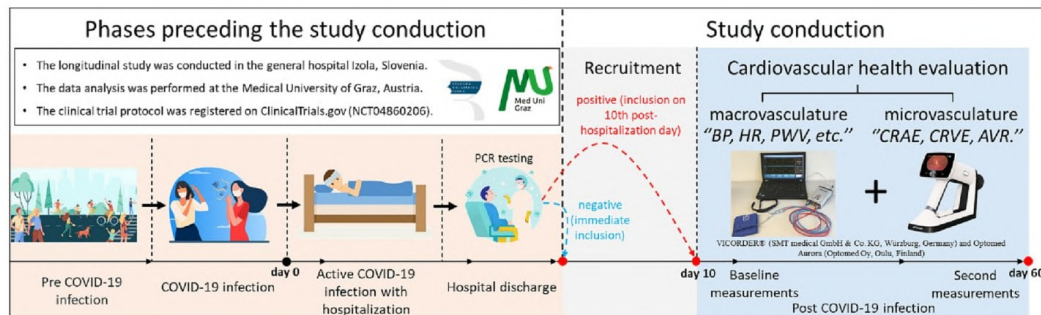 Phases preceding the study conduction
Study conduction
• The longitudinal study was conducted in the general hospital Izola, Slovenia.
• The data analysis was performed at the Medical University of Graz, Austria.
• The clinical trial protocol was registered on ClinicalTrials.gov (NCT04860206).
Med Uni
Graz
Recruitment
positive (inclusion on
10th post-
hospitalization day)
Cardiovascular health evaluation
macrovasculature
"BP, HR, PWV, etc."
microvasculature
"CRAE, CRVE, AVR."
PCR testing
negative
(immediate
inclusion)
+
VICORDER® (SMT medical GmbH & Co. KG, Würzburg, Germany) and Optomed
Aurora (Optomed Oy, Oulu, Finland)
day 0
day 10
day 60
Pre COVID-19
infection
COVID-19 infection
Active COVID-19
infection with
hospitalization
Hospital discharge
Baseline
measurements
Second
measurements
Post COVID-19 infection